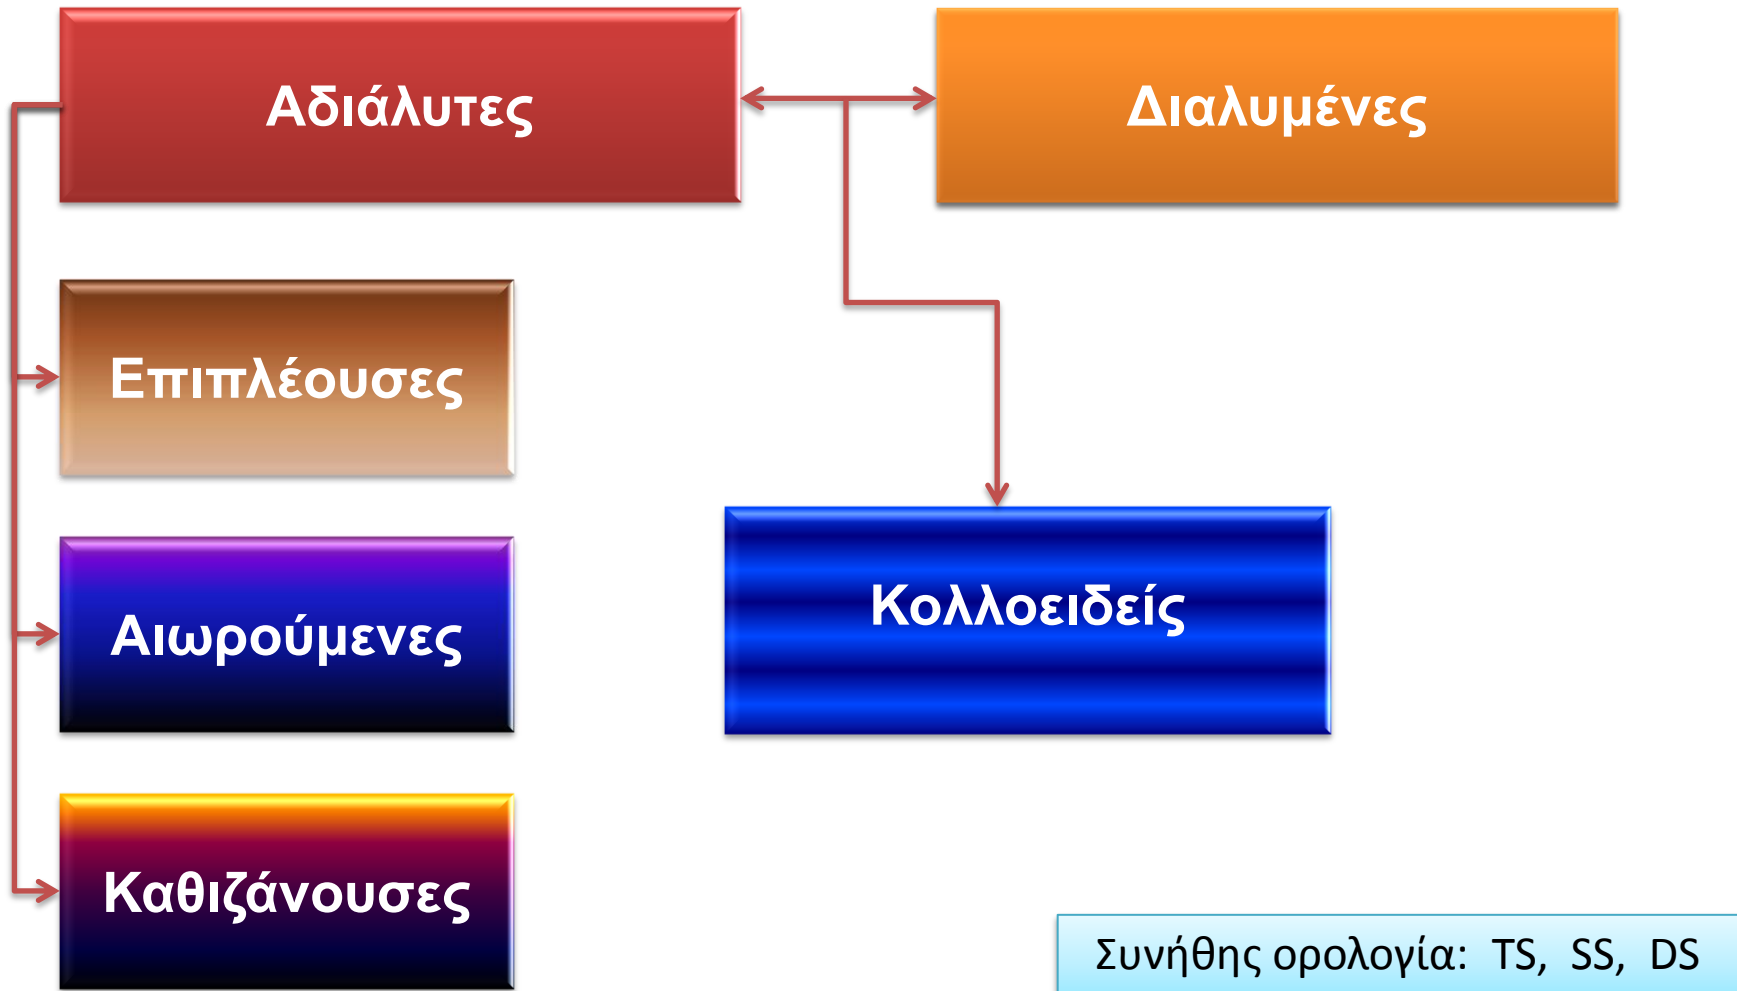 Αδιάλυτες
Διαλυμένες
Επιπλέουσες
Αιωρούμενες
Κολλοειδείς
Καθιζάνουσες
Συνήθης ορολογία: TS, SS, DS